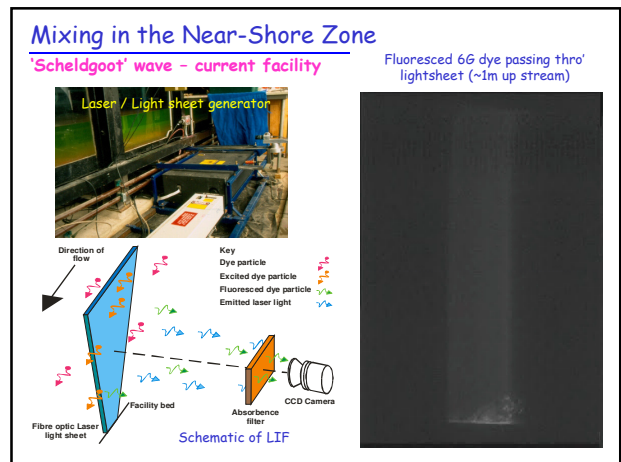 Mixing in the Near-Shore Zone
‘Scheldgoot’ wave – current facility
Laser / Light sheet generator
Fluoresced 6G dye passing thro’
lightsheet (~1m up stream)
Direction of
flow
Key
Dye particle
Excited dye particle
Fluoresced dye particle
Emitted laser light
Facility bed
Fibre optic Laser
light sheet
Absorbence
filter
CCD Camera
Schematic of LIF